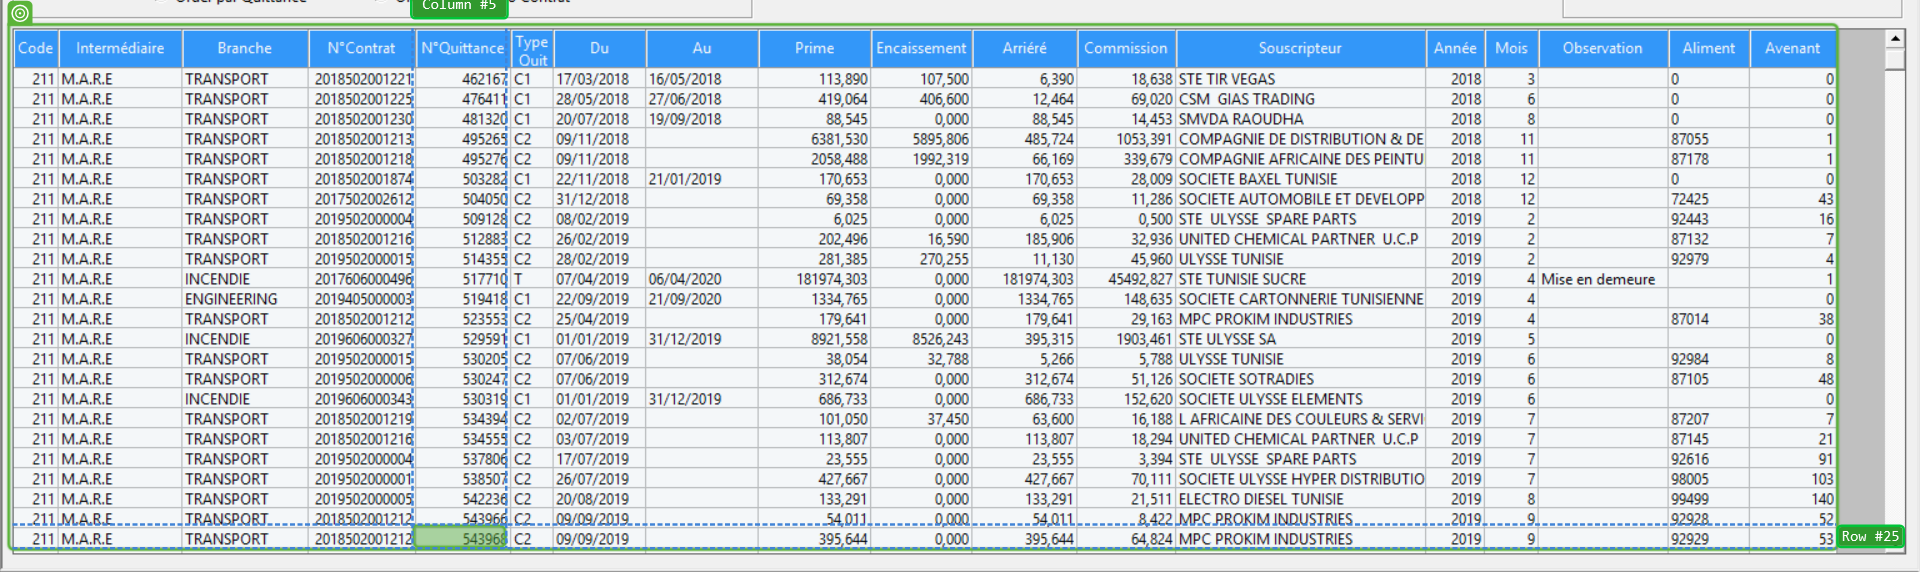 Column #5
Code Intermédiaire Branche N°Contrat N°Quittance Type Quit Du Au Prime Encaissement Arriéré Commission Souscripteur Année Mois Observation Aliment Avenant
211 M.A.R.E TRANSPORT 2018502001221 462167 C1 17/03/2018 16/05/2018 113,890 107,500 6,390 18,638 STE TIR VEGAS 2018 3 0 0
211 M.A.R.E TRANSPORT 2018502001225 476411 C1 28/05/2018 27/06/2018 419,064 406,600 12,464 69,020 CSM GIAS TRADING 2018 6 0 0
211 M.A.R.E TRANSPORT 2018502001230 481320 C1 20/07/2018 19/09/2018 88,545 0,000 88,545 14,453 SMVDA RAOUDHA 2018 8 0 0
211 M.A.R.E TRANSPORT 2018502001213 495265 C2 09/11/2018 6381,530 5895,806 485,724 1053,391 COMPAGNIE DE DISTRIBUTION & DE 2018 11 87055 1
211 M.A.R.E TRANSPORT 2018502001218 495276 C2 09/11/2018 2058,488 1992,319 66,169 339,679 COMPAGNIE AFRICAINE DES PEINTU 2018 11 87178 1
211 M.A.R.E TRANSPORT 2018502001874 503282 C1 22/11/2018 21/01/2019 170,653 0,000 170,653 28,009 SOCIETE BAXEL TUNISIE 2018 12 0 0
211 M.A.R.E TRANSPORT 2017502002612 504050 C2 31/12/2018 69,358 0,000 69,358 11,286 SOCIETE AUTOMOBILE ET DEVELOPP 2018 12 72425 43
211 M.A.R.E TRANSPORT 2019502000004 509128 C2 08/02/2019 6,025 0,000 6,025 0,500 STE ULYSSE SPARE PARTS 2019 2 92443 16
211 M.A.R.E TRANSPORT 2018502001216 512883 C2 26/02/2019 202,496 16,590 185,906 32,936 UNITED CHEMICAL PARTNER U.C.P 2019 2 87132 7
211 M.A.R.E TRANSPORT 2019502000015 514355 C2 28/02/2019 281,385 270,255 11,130 45,960 ULYSSE TUNISIE 2019 2 92979 4
211 M.A.R.E INCENDIE 2017606000496 517710 T 07/04/2019 06/04/2020 181974,303 0,000 181974,303 45492,827 STE TUNISIE SUCRE 2019 4 Mise en demeure 1
211 M.A.R.E ENGINEERING 2019405000003 519418 C1 22/09/2019 21/09/2020 1334,765 0,000 1334,765 148,635 SOCIETE CARTONNERIE TUNISIENNE 2019 4 0
211 M.A.R.E TRANSPORT 2018502001212 523553 C2 25/04/2019 179,641 0,000 179,641 29,163 MPC PROKIM INDUSTRIES 2019 4 87014 38
211 M.A.R.E INCENDIE 2019606000327 529591 C1 01/01/2019 31/12/2019 8921,558 8526,243 395,315 1903,461 STE ULYSSE SA 2019 5 0
211 M.A.R.E TRANSPORT 2019502000015 530205 C2 07/06/2019 38,054 32,788 5,266 5,788 ULYSSE TUNISIE 2019 6 92984 8
211 M.A.R.E TRANSPORT 2019502000006 530247 C2 07/06/2019 312,674 0,000 312,674 51,126 SOCIETE SOTRADIES 2019 6 87105 48
211 M.A.R.E INCENDIE 2019606000343 530319 C1 01/01/2019 31/12/2019 686,733 0,000 686,733 152,620 SOCIETE ULYSSE ELEMENTS 2019 6 0
211 M.A.R.E TRANSPORT 2018502001219 534394 C2 02/07/2019 101,050 37,450 63,600 16,188 L AFRICAINE DES COULEURS & SERVI 2019 7 87207 7
211 M.A.R.E TRANSPORT 2018502001216 534555 C2 03/07/2019 113,807 0,000 113,807 18,294 UNITED CHEMICAL PARTNER U.C.P 2019 7 87145 21
211 M.A.R.E TRANSPORT 2019502000004 537806 C2 17/07/2019 23,555 0,000 23,555 3,394 STE ULYSSE SPARE PARTS 2019 7 92616 91
211 M.A.R.E TRANSPORT 2019502000001 538507 C2 26/07/2019 427,667 0,000 427,667 70,111 SOCIETE ULYSSE HYPER DISTRIBUTIO 2019 7 98005 103
211 M.A.R.E TRANSPORT 2019502000005 542236 C2 20/08/2019 133,291 0,000 133,291 21,511 ELECTRO DIESEL TUNISIE 2019 8 99499 140
211 M.A.R.E TRANSPORT 2018502001212 543966 C2 09/09/2019 54,011 0,000 54,011 8,422 MPC PROKIM INDUSTRIES 2019 9 92928 52
211 M.A.R.E TRANSPORT 2018502001212 543968 C2 09/09/2019 395,644 0,000 395,644 64,824 MPC PROKIM INDUSTRIES 2019 9 92929 53
Row #25